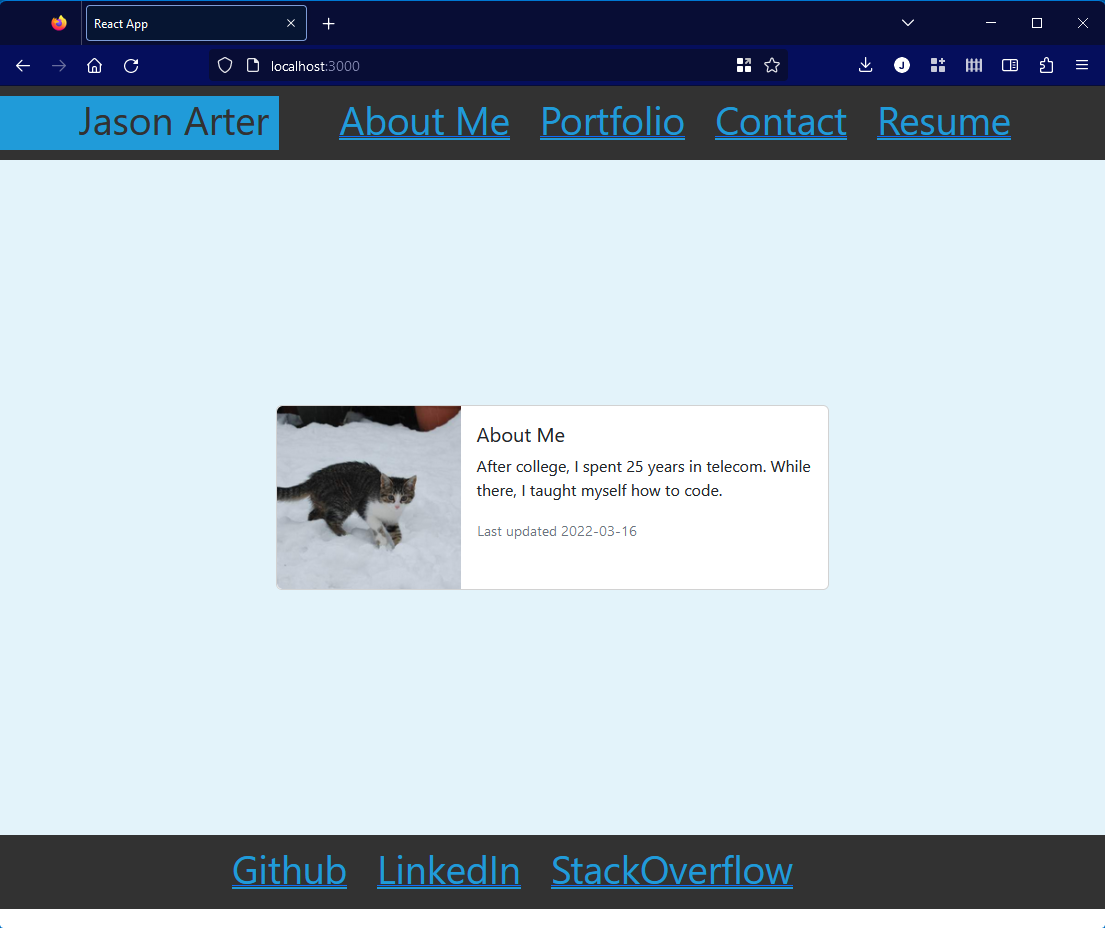 React App
localhost:3000
J
Jason Arter
About Me Portfolio Contact Resume
About Me
After college, I spent 25 years in telecom. While
there, I taught myself how to code.
Last updated 2022-03-16
Github LinkedIn StackOverflow